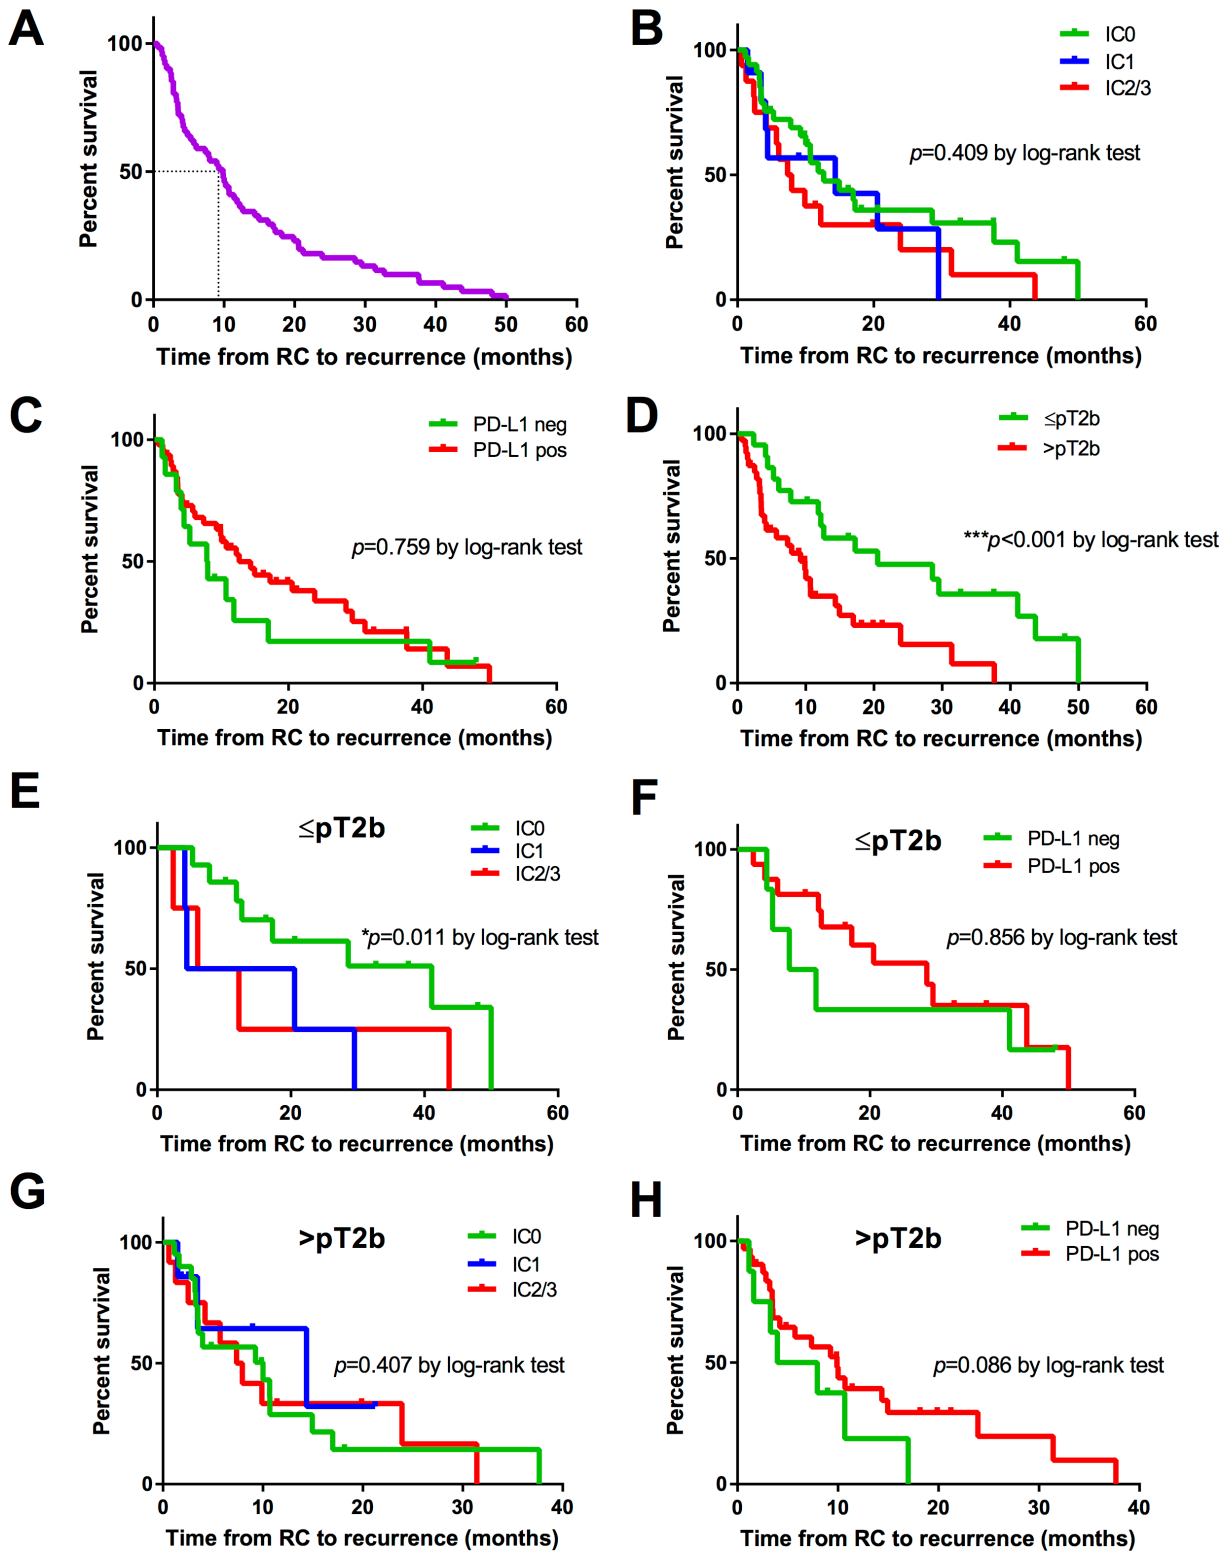 A
Percent survival
100
50
0
0 10 20 30 40 50 60
Time from RC to recurrence (months)
B
Percent survival
100
50
0
IC0
IC1
IC2/3
p=0.409 by log-rank test
0 20 40 60
Time from RC to recurrence (months)
C
Percent survival
100
50
0
PD-L1 neg
PD-L1 pos
p=0.759 by log-rank test
0 20 40 60
Time from RC to recurrence (months)
D
Percent survival
100
50
0
≤pT2b
>pT2b
***p<0.001 by log-rank test
0 10 20 30 40 50 60
Time from RC to recurrence (months)
E
≤pT2b
Percent survival
100
50
0
IC0
IC1
IC2/3
*p=0.011 by log-rank test
0 20 40 60
Time from RC to recurrence (months)
F
≤pT2b
Percent survival
100
50
0
PD-L1 neg
PD-L1 pos
p=0.856 by log-rank test
0 20 40 60
Time from RC to recurrence (months)
G
>pT2b
Percent survival
100
50
0
IC0
IC1
IC2/3
p=0.407 by log-rank test
0 10 20 30 40
Time from RC to recurrence (months)
H
>pT2b
Percent survival
100
50
0
PD-L1 neg
PD-L1 pos
p=0.086 by log-rank test
0 10 20 30 40
Time from RC to recurrence (months)